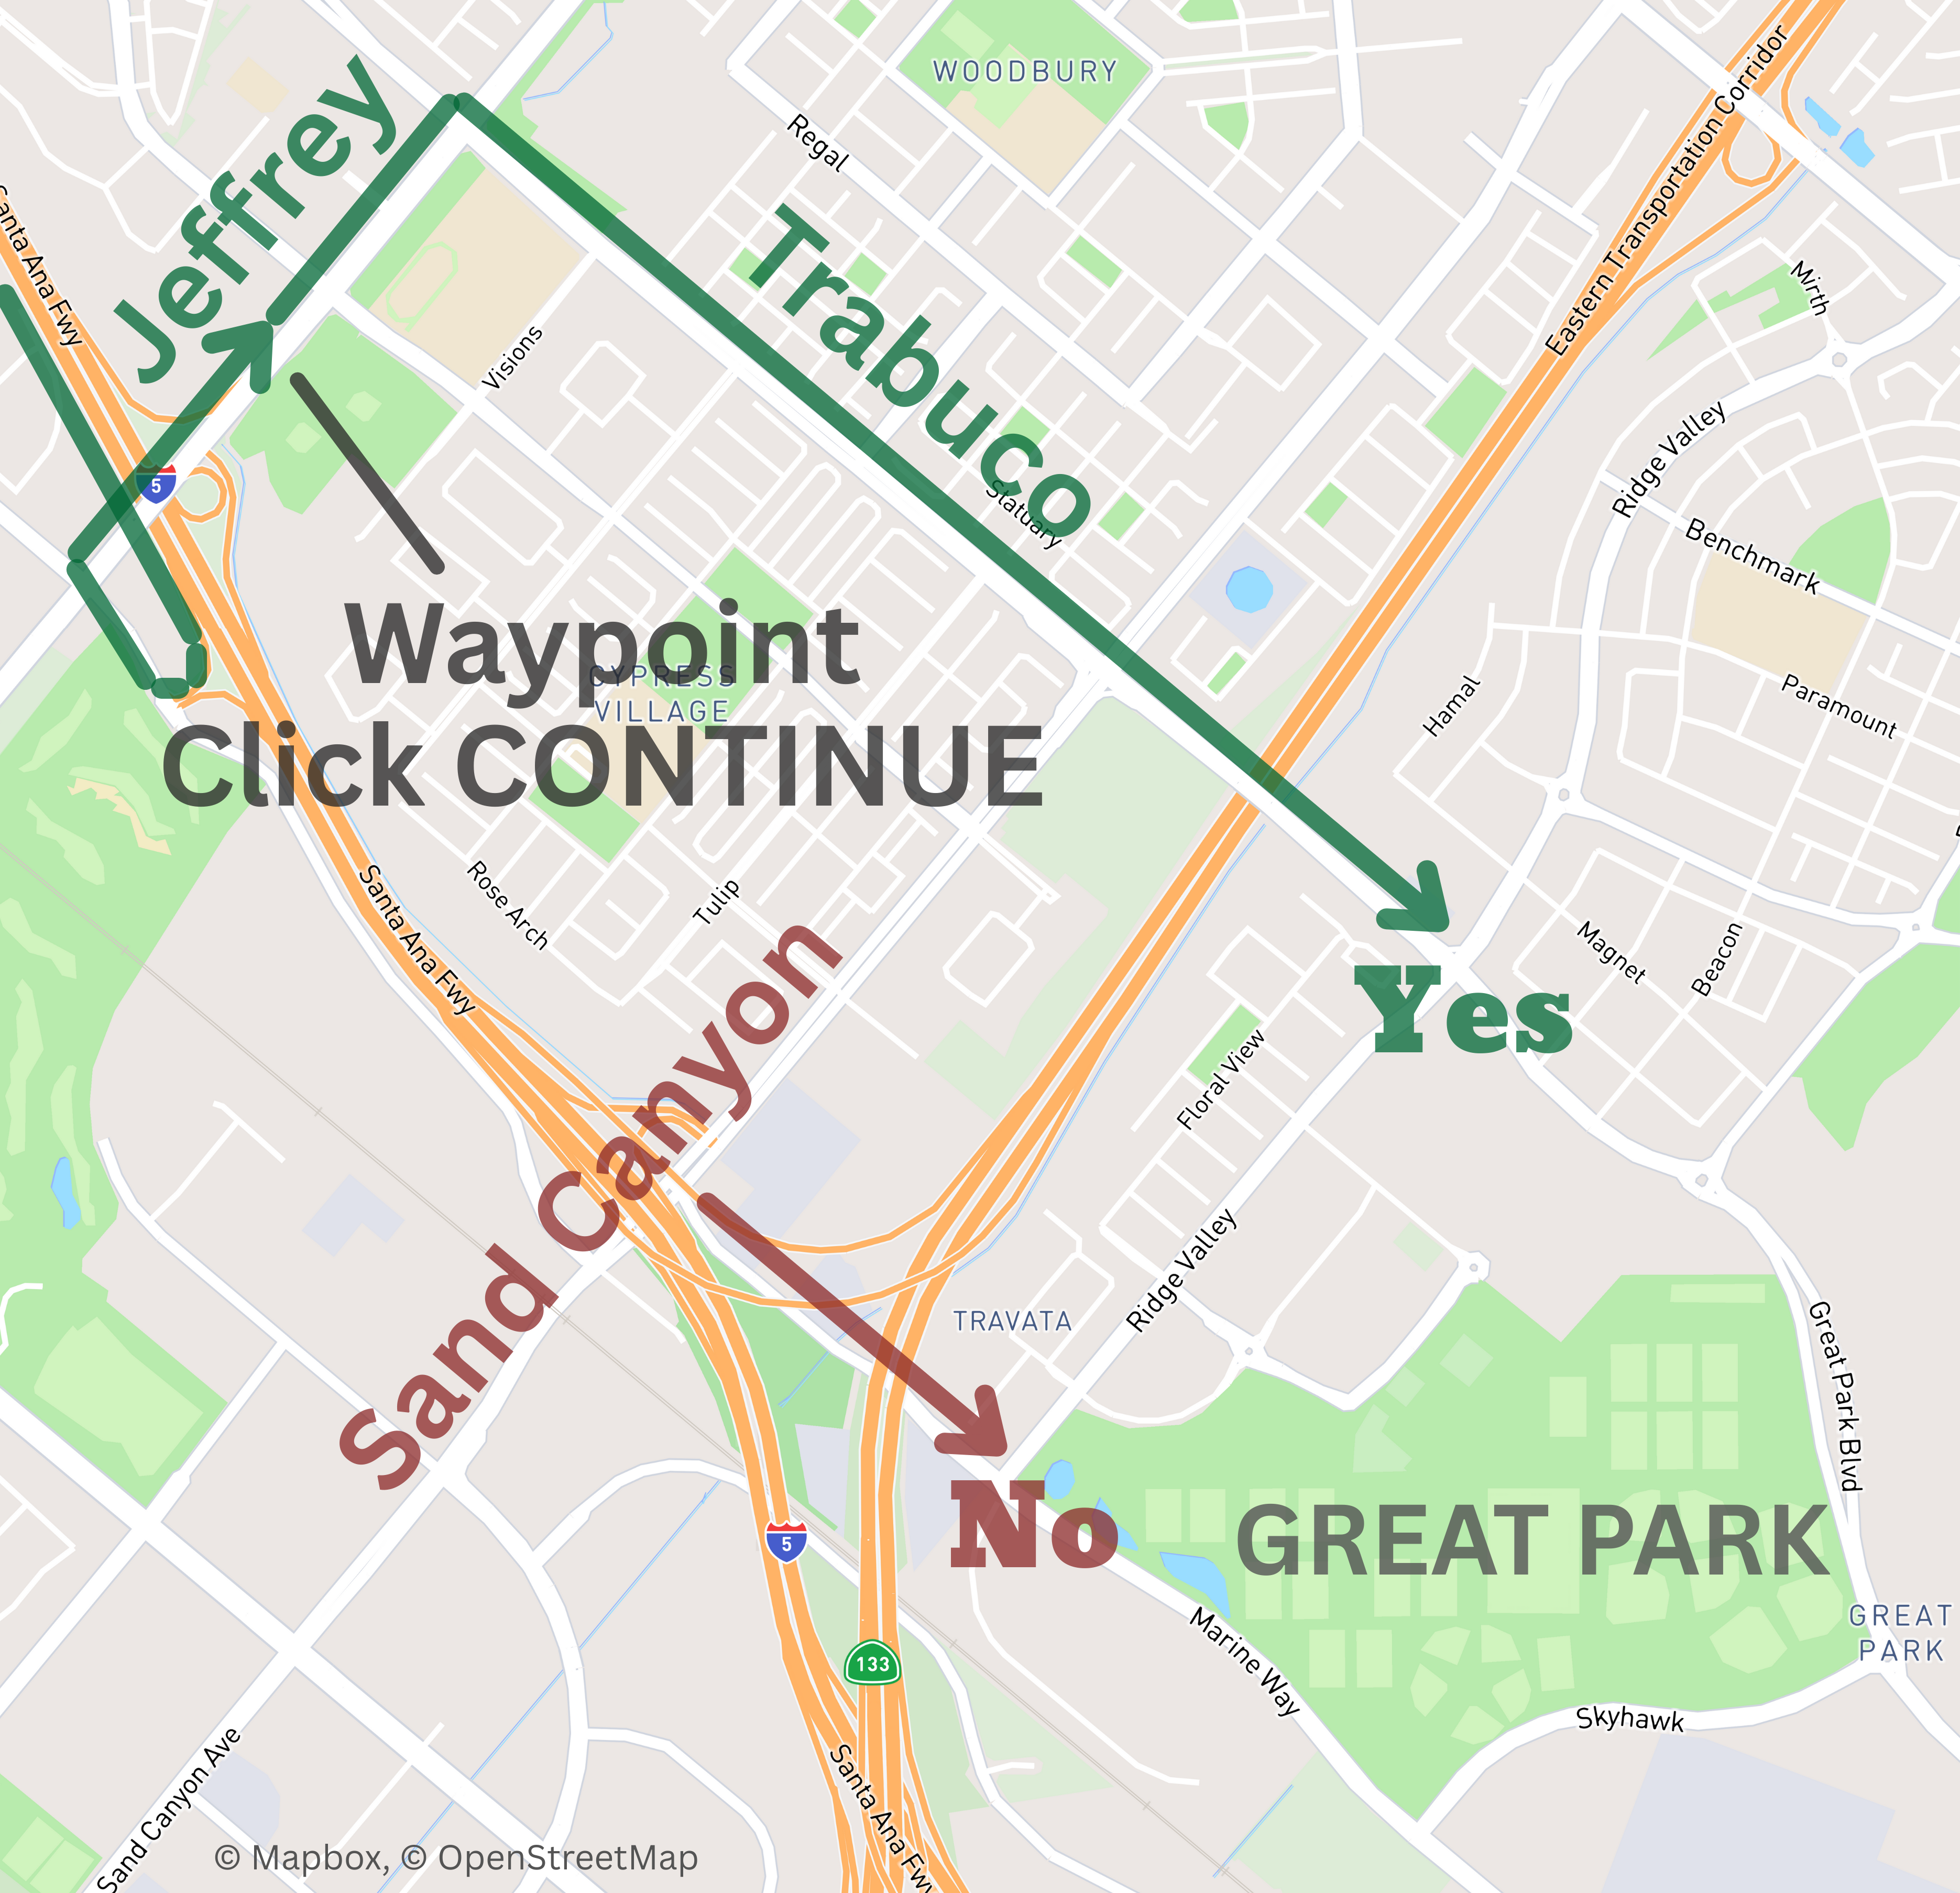 WOODBURY
Eastern Transportation Corridor
Jeffrey
Regal
Santa Ana Fwy
Trabuco
Mirth
Visions
Ridge Valley
5
Statuary
Benchmark
Waypoint
CYPRESS
VILLAGE
Click CONTINUE
Hamal
Paramount
Santa Ana Fwy
Rose Arch
Tulip
Magnet
Beacon
Yes
Sand Canyon
Floral View
Ridge Valley
TRAVATA
Great Park Blvd
No
GREAT PARK
5
GREAT
PARK
Marine Way
133
Skyhawk
Sand Canyon Ave
Santa Ana Fwy
© Mapbox, © OpenStreetMap